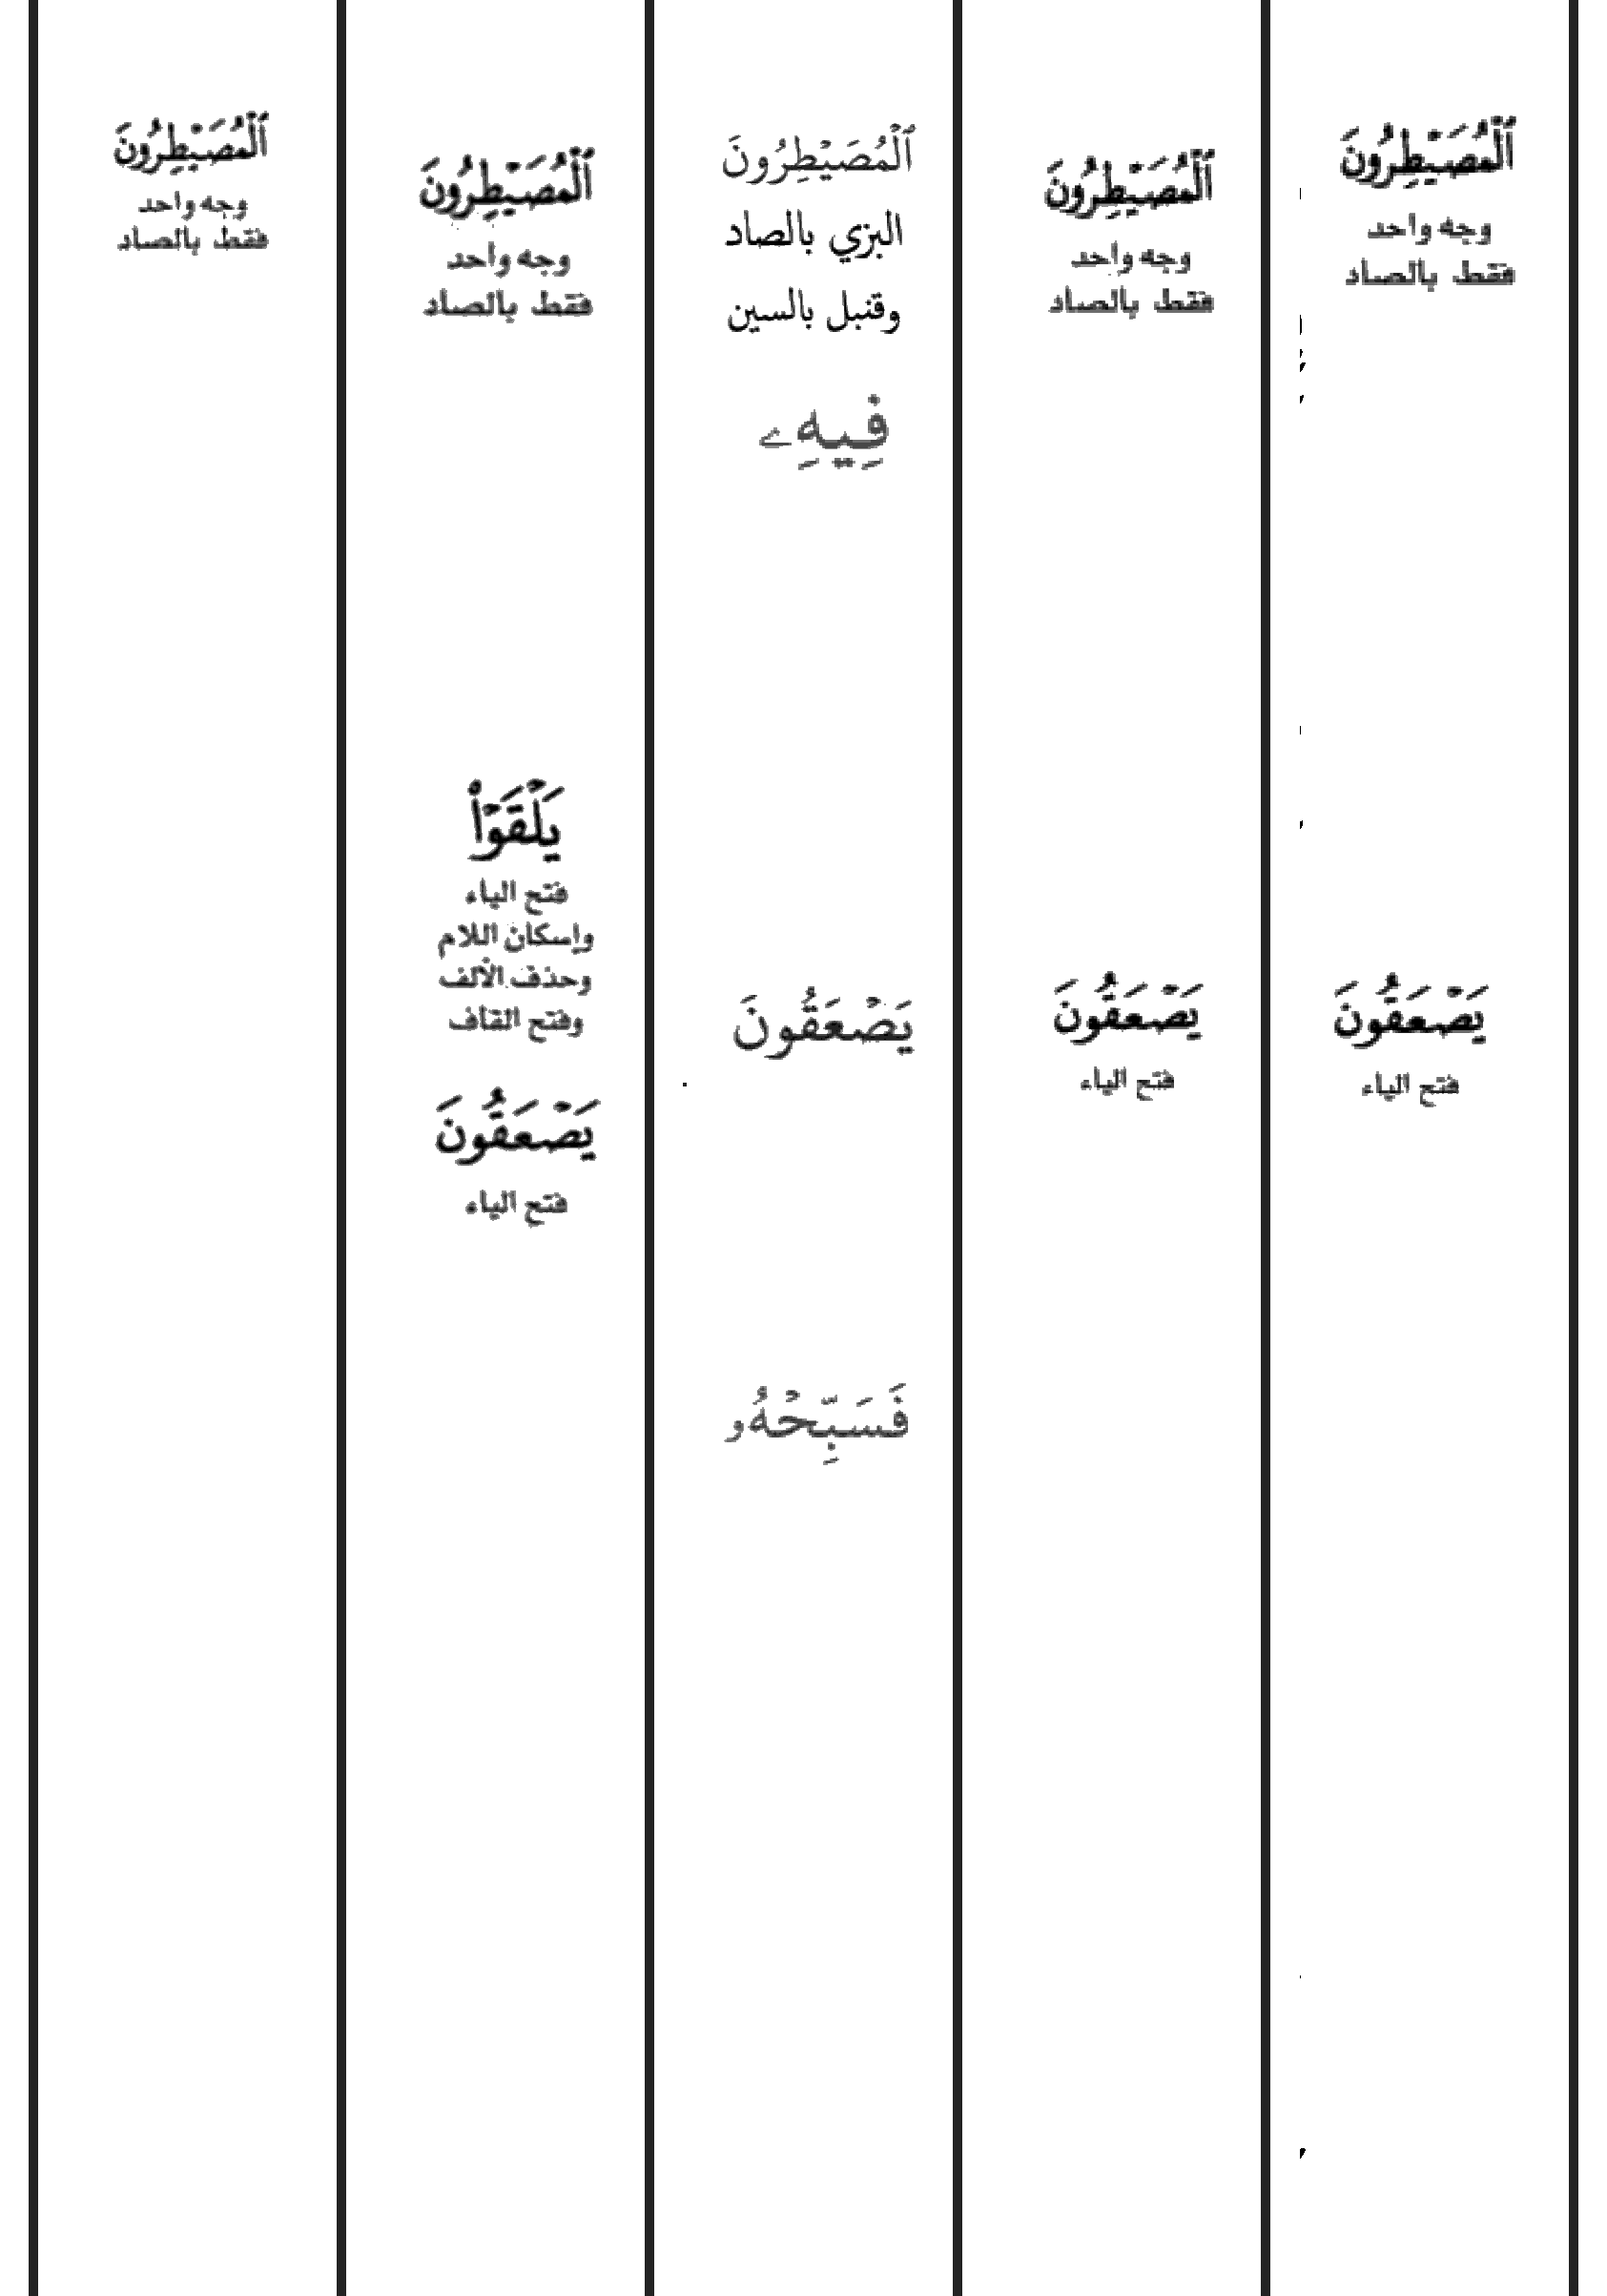 ٱلْمُصَيْطِرُونَ
وجه واحد
فقط بالصاد
يَصْعَقُونَ
فتح الياء
ٱلْمُصَيْطِرُونَ
وجه واحد
فقط بالصاد
يَصْعَقُونَ
فتح الياء
ٱلْمُصَيْطِرُونَ
البزي بالصاد
وقنبل بالسين
فِيهِۦ
يَصْعَقُونَ
فَسَبِّحْهُۥ
ٱلْمُصَيْطِرُونَ
وجه واحد
فقط بالصاد
يَلْقَوْا۟
فتح الياء
وإسكان اللام
وحذف الألف
وفتح القاف
يَصْعَقُونَ
فتح الياء
ٱلْمُصَيْطِرُونَ
وجه واحد
فقط بالصاد